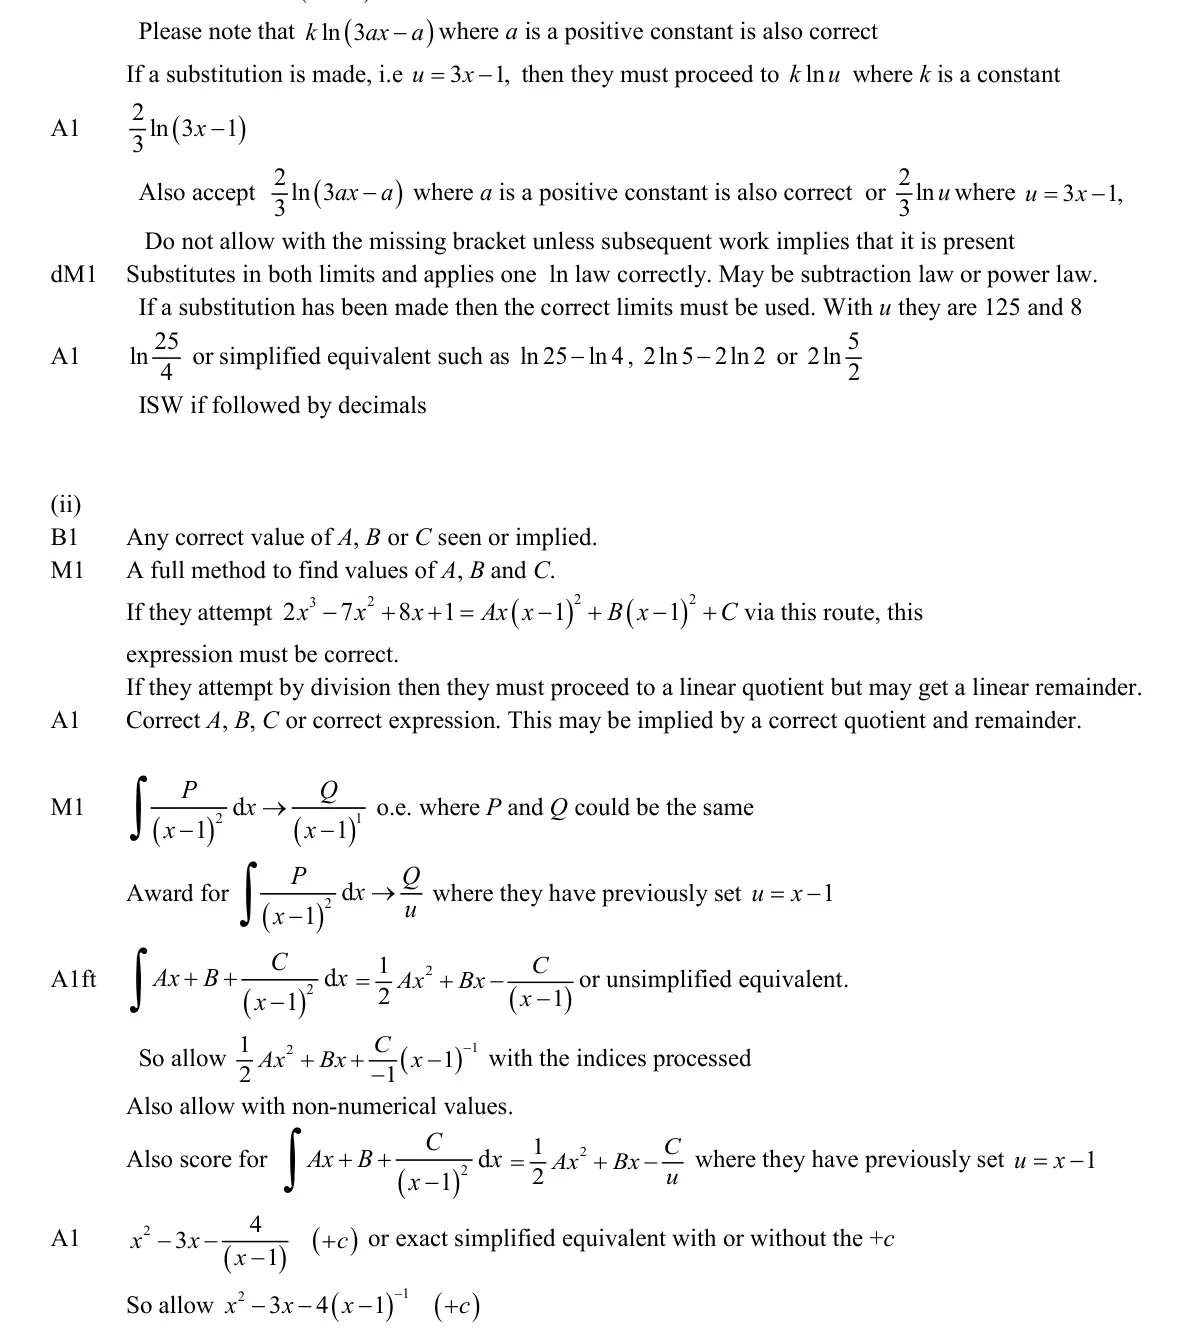 Please note that k ln(3ax − a) where a is a positive constant is also correct
If a substitution is made, i.e u = 3x − 1, then they must proceed to k ln u where k is a constant
A1 2/3 ln(3x − 1)
Also accept 2/3 ln(3ax − a) where a is a positive constant is also correct or 2/3 ln u where u = 3x − 1,
Do not allow with the missing bracket unless subsequent work implies that it is present
dM1 Substitutes in both limits and applies one ln law correctly. May be subtraction law or power law.
If a substitution has been made then the correct limits must be used. With u they are 125 and 8
A1 ln 25/4 or simplified equivalent such as ln 25 − ln 4, 2 ln 5 − 2 ln 2 or 2 ln 5/2
ISW if followed by decimals
(ii)
B1 Any correct value of A, B or C seen or implied.
M1 A full method to find values of A, B and C.
If they attempt 2x³ − 7x² + 8x + 1 = Ax(x − 1)² + B(x − 1)² + C via this route, this
expression must be correct.
If they attempt by division then they must proceed to a linear quotient but may get a linear remainder.
A1 Correct A, B, C or correct expression. This may be implied by a correct quotient and remainder.
M1 ∫ P/(x − 1)² dx → Q/(x − 1)¹ o.e. where P and Q could be the same
Award for ∫ P/(x − 1)² dx → Q/u where they have previously set u = x − 1
A1ft ∫ Ax + B + C/(x − 1)² dx = 1/2 Ax² + Bx − C/(x − 1) or unsimplified equivalent.
So allow 1/2 Ax² + Bx + C/−1 (x − 1)⁻¹ with the indices processed
Also allow with non-numerical values.
Also score for ∫ Ax + B + C/(x − 1)² dx = 1/2 Ax² + Bx − C/u where they have previously set u = x − 1
A1 x² − 3x − 4/(x − 1) (+c) or exact simplified equivalent with or without the +c
So allow x² − 3x − 4(x − 1)⁻¹ (+c)